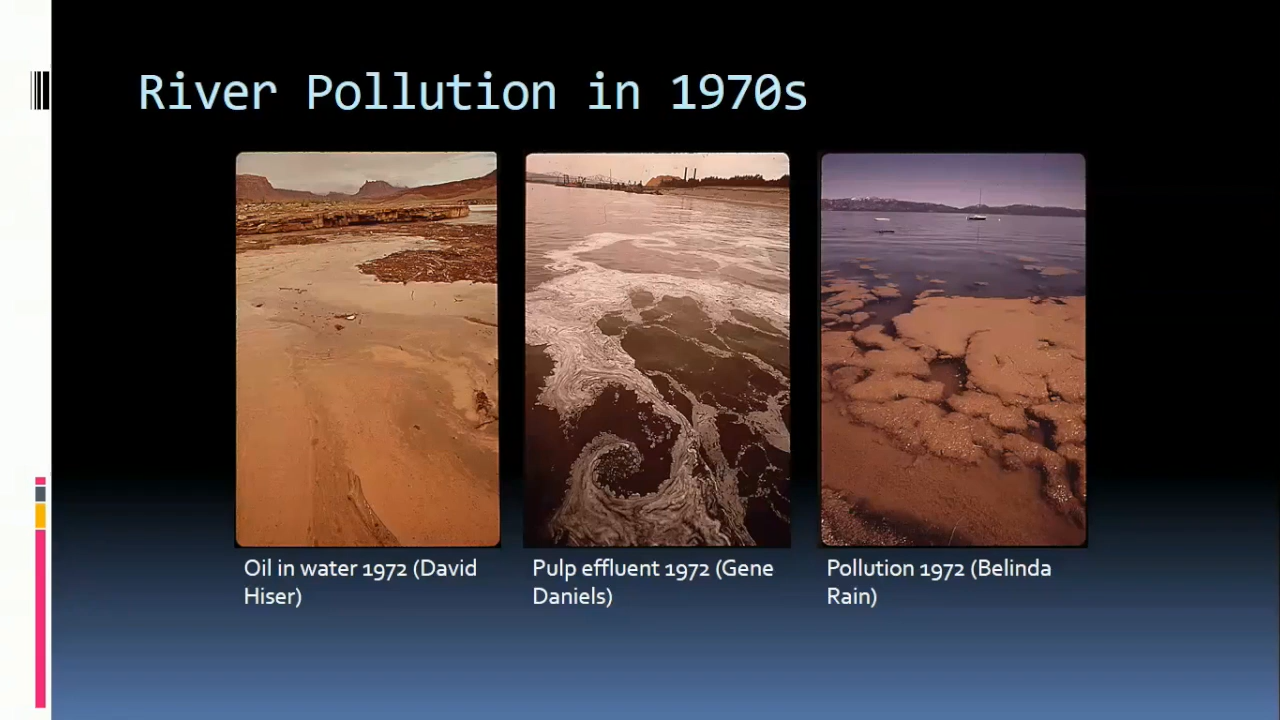 River Pollution in 1970s
Oil in water 1972 (David
Hiser)
Pulp effluent 1972 (Gene
Daniels)
Pollution 1972 (Belinda
Rain)